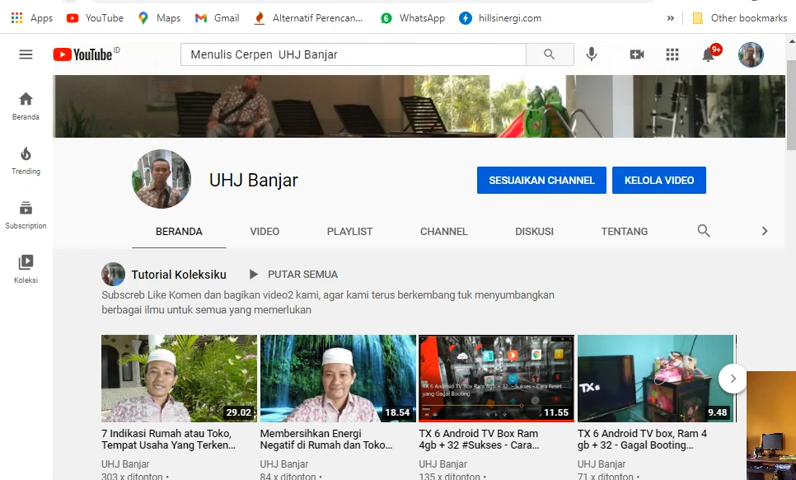 Apps YouTube Maps Gmail Alternatif Perencan... WhatsApp hillsinergi.com » Other bookmarks
YouTube ID
Menulis Cerpen UHJ Banjar
9+
Beranda
Trending
Subscription
Koleksi
UHJ Banjar
SESUAIKAN CHANNEL
KELOLA VIDEO
BERANDA VIDEO PLAYLIST CHANNEL DISKUSI TENTANG
Tutorial Koleksiku PUTAR SEMUA
Subscreb Like Komen dan bagikan video2 kami, agar kami terus berkembang tuk menyumbangkan
berbagai ilmu untuk semua yang memerlukan
29.02
7 Indikasi Rumah atau Toko,
Tempat Usaha Yang Terken...
UHJ Banjar
303 x ditonton
18.54
Membersihkan Energi
Negatif di Rumah dan Toko...
UHJ Banjar
84 x ditonton
TX 6 Android TV Box Ram 4gb + 32 - Sukses - Cara Reset
yang Gagal Booting
11.55
TX 6 Android TV Box Ram
4gb + 32 #Sukses - Cara...
UHJ Banjar
135 x ditonton
TX6
9.48
TX 6 Android TV box, Ram 4
gb + 32 - Gagal Booting...
UHJ Banjar
71 x ditonton